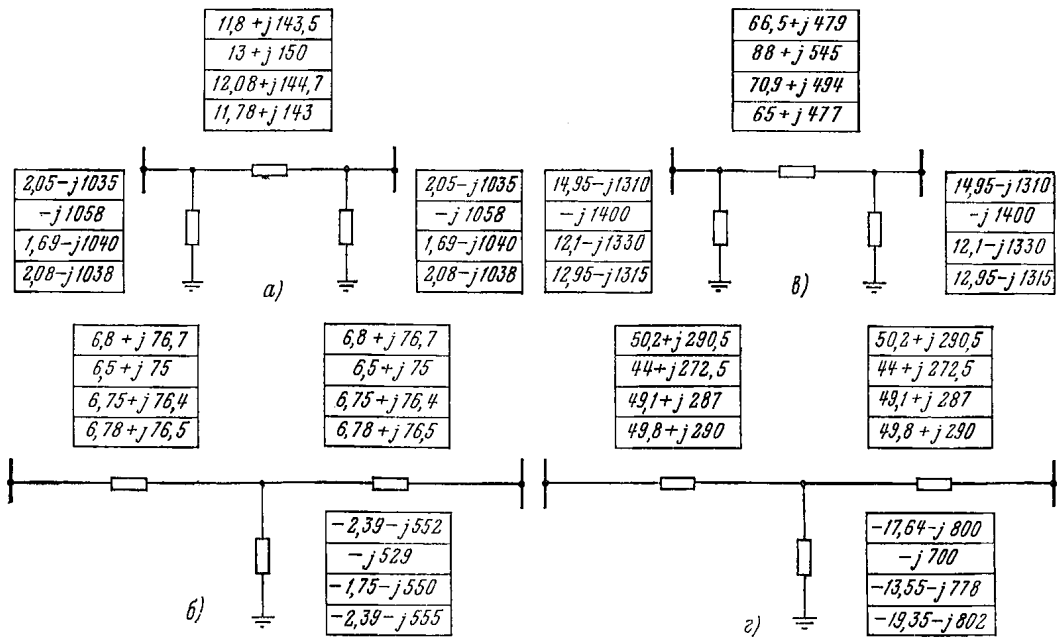 11,8 + j 143,5
13 + j 150
12,08 + j 144,7
11,78 + j 143
66,5 + j 479
88 + j 545
70,9 + j 494
65 + j 477
2,05 – j 1035
– j 1058
1,69 – j 1040
2,08 – j 1038
2,05 – j 1035
– j 1058
1,69 – j 1040
2,08 – j 1038
14,95 – j 1310
– j 1400
12,1 – j 1330
12,95 – j 1315
14,95 – j 1310
– j 1400
12,1 – j 1330
12,95 – j 1315
а)
в)
6,8 + j 76,7
6,5 + j 75
6,75 + j 76,4
6,78 + j 76,5
6,8 + j 76,7
6,5 + j 75
6,75 + j 76,4
6,78 + j 76,5
50,2 + j 290,5
44 + j 272,5
49,1 + j 287
49,8 + j 290
50,2 + j 290,5
44 + j 272,5
49,1 + j 287
49,8 + j 290
–2,39 – j 552
– j 529
–1,75 – j 550
–2,39 – j 555
–17,64 – j 800
– j 700
–13,55 – j 778
–19,35 – j 802
б)
г)